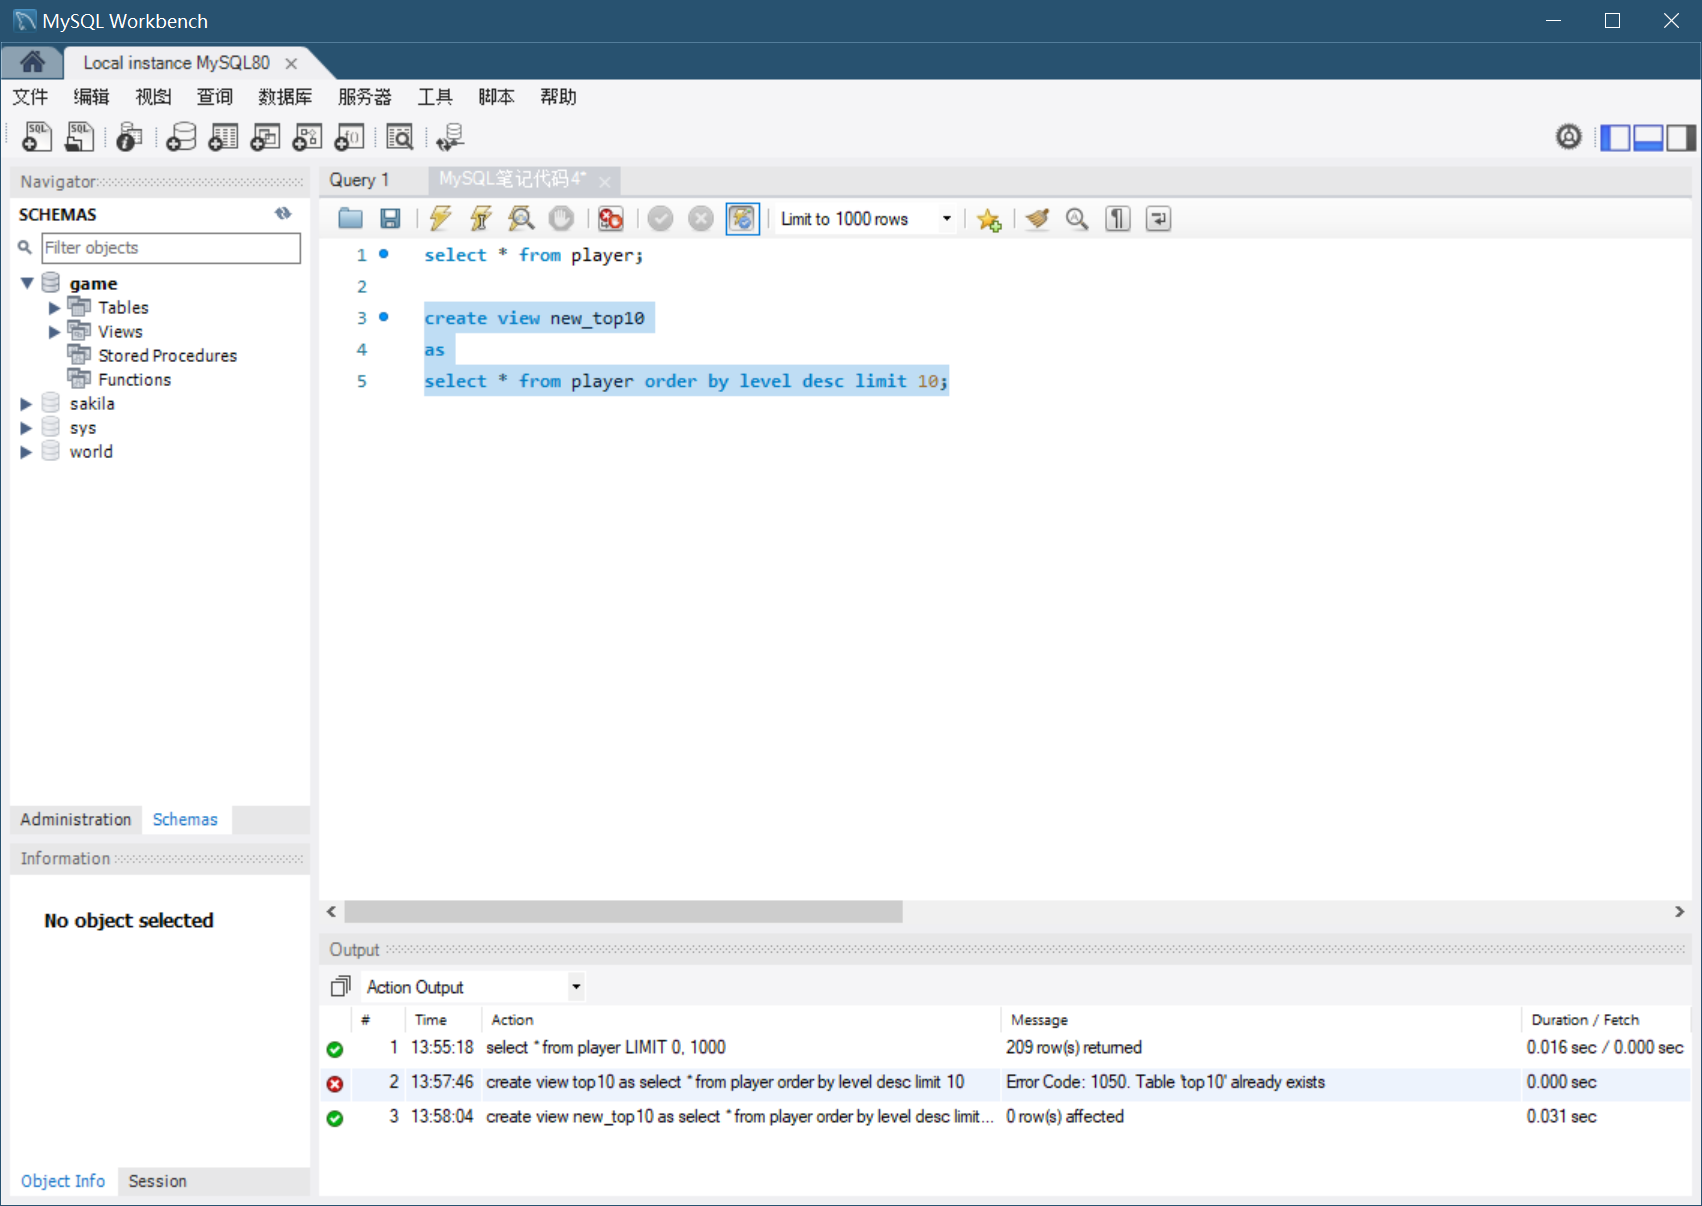 MySQL Workbench
Local instance MySQL80
文件 编辑 视图 查询 数据库 服务器 工具 脚本 帮助
Navigator
SCHEMAS
Filter objects
game
Tables
Views
Stored Procedures
Functions
sakila
sys
world
Administration Schemas
Information
No object selected
Object Info Session
Query 1 MySQL笔记代码4*
Limit to 1000 rows
1 select * from player;
2
3 create view new_top10
4 as
5 select * from player order by level desc limit 10;
Output
Action Output
# Time Action Message Duration / Fetch
1 13:55:18 select * from player LIMIT 0, 1000 209 row(s) returned 0.016 sec / 0.000 sec
2 13:57:46 create view top10 as select * from player order by level desc limit 10 Error Code: 1050. Table 'top10' already exists 0.000 sec
3 13:58:04 create view new_top10 as select * from player order by level desc limit... 0 row(s) affected 0.031 sec